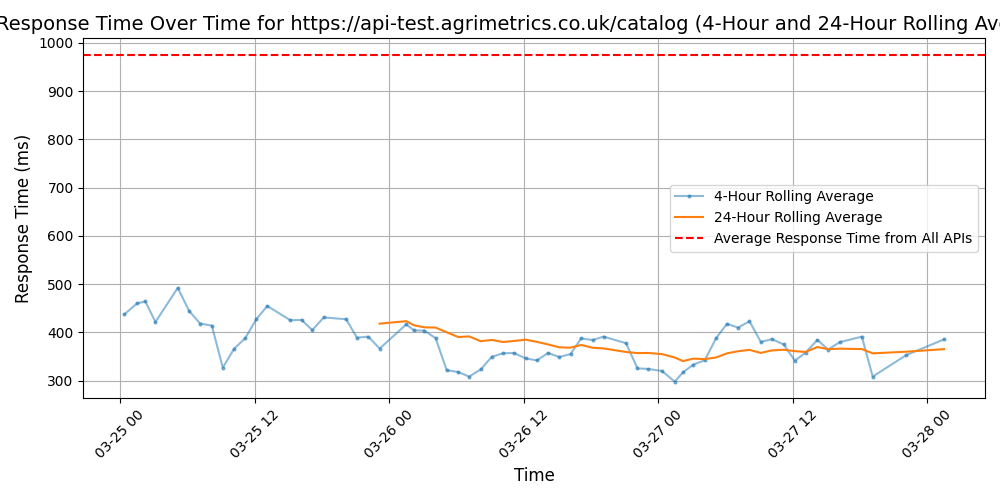 Response Time Over Time for https://api-test.agrimetrics.co.uk/catalog (4-Hour and 24-Hour Rolling
Response Time (ms)
1000
900
800
700
600
500
400
300
4-Hour Rolling Average
24-Hour Rolling Average
Average Response Time from All APIs
03-25 00
03-25 12
03-26 00
03-26 12
03-27 00
03-27 12
03-28 00
Time